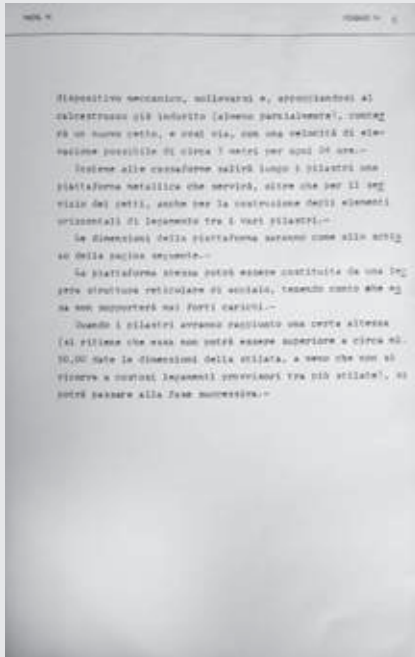 dispositivo meccanico, sollevarsi e, agganciandosi al
calcestruzzo già indurito (almeno parzialmente), conte
rà un nuovo getto, e così via, con una velocità di ele-
vazione possibile di circa 7 metri per ogni 24 ore.-
Insieme alle casseforme salirà lungo i pilastri una
piattaforma metallica che servirà, oltre che per il ser
vizio dei getti, anche per la costruzione degli elementi
orizzontali di legamento tra i vari pilastri.-
Le dimensioni della piattaforma saranno come allo schiz
zo della pagina seguente.-
La piattaforma stessa potrà essere costituita da una leg
gera struttura reticolare di acciaio, tenendo conto che es
sa non sopporterà mai forti carichi.-
Quando i pilastri avranno raggiunto una certa altezza
(si ritiene che essa non potrà essere superiore a circa ml.
50,00 date le dimensioni della stilata, a meno che non si
ricorra a costosi legamenti provvisori tra più stilate), si
potrà passare alla fase successiva.-